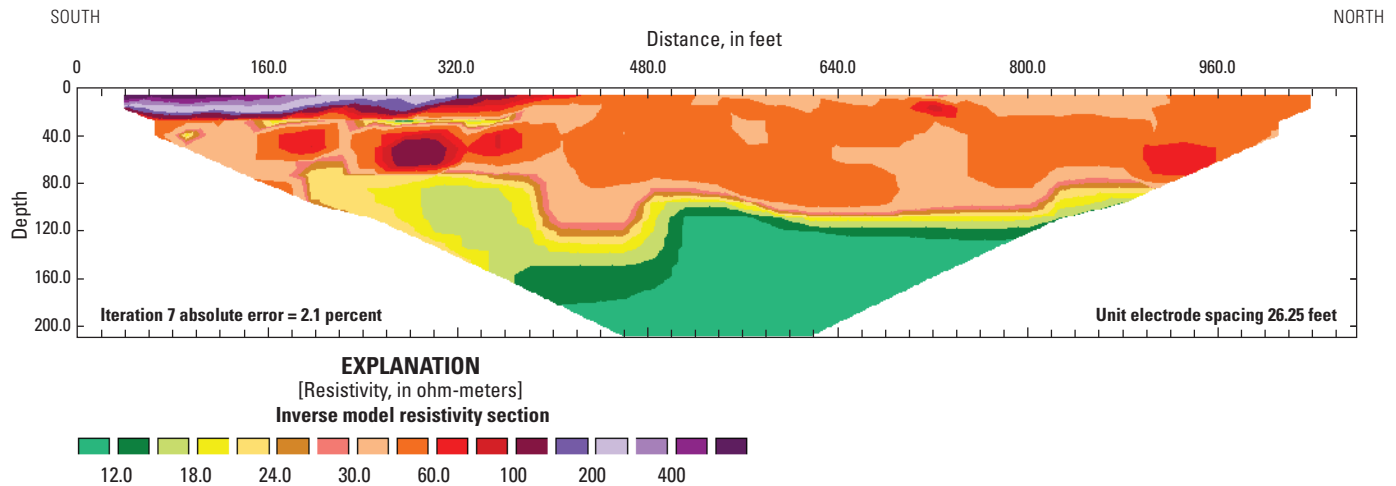 SOUTH
NORTH
Distance, in feet
0 160.0 320.0 480.0 640.0 800.0 960.0
Depth
0
40.0
80.0
120.0
160.0
200.0
Iteration 7 absolute error = 2.1 percent
Unit electrode spacing 26.25 feet
EXPLANATION
[Resistivity, in ohm-meters]
Inverse model resistivity section
12.0 18.0 24.0 30.0 60.0 100 200 400